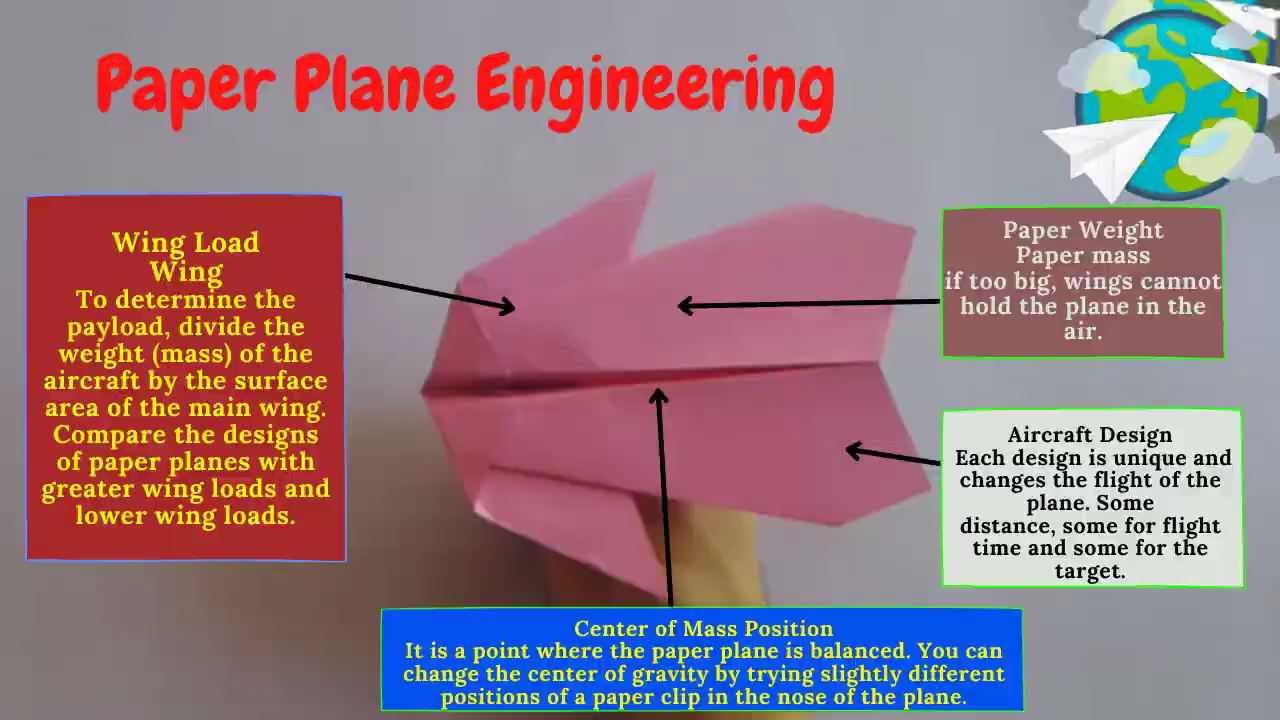 Paper Plane Engineering
Wing Load
Wing
To determine the
payload, divide the
weight (mass) of the
aircraft by the surface
area of the main wing.
Compare the designs
of paper planes with
greater wing loads and
lower wing loads.
Paper Weight
Paper mass
if too big, wings cannot
hold the plane in the
air.
Aircraft Design
Each design is unique and
changes the flight of the
plane. Some
distance, some for flight
time and some for the
target.
Center of Mass Position
It is a point where the paper plane is balanced. You can
change the center of gravity by trying slightly different
positions of a paper clip in the nose of the plane.